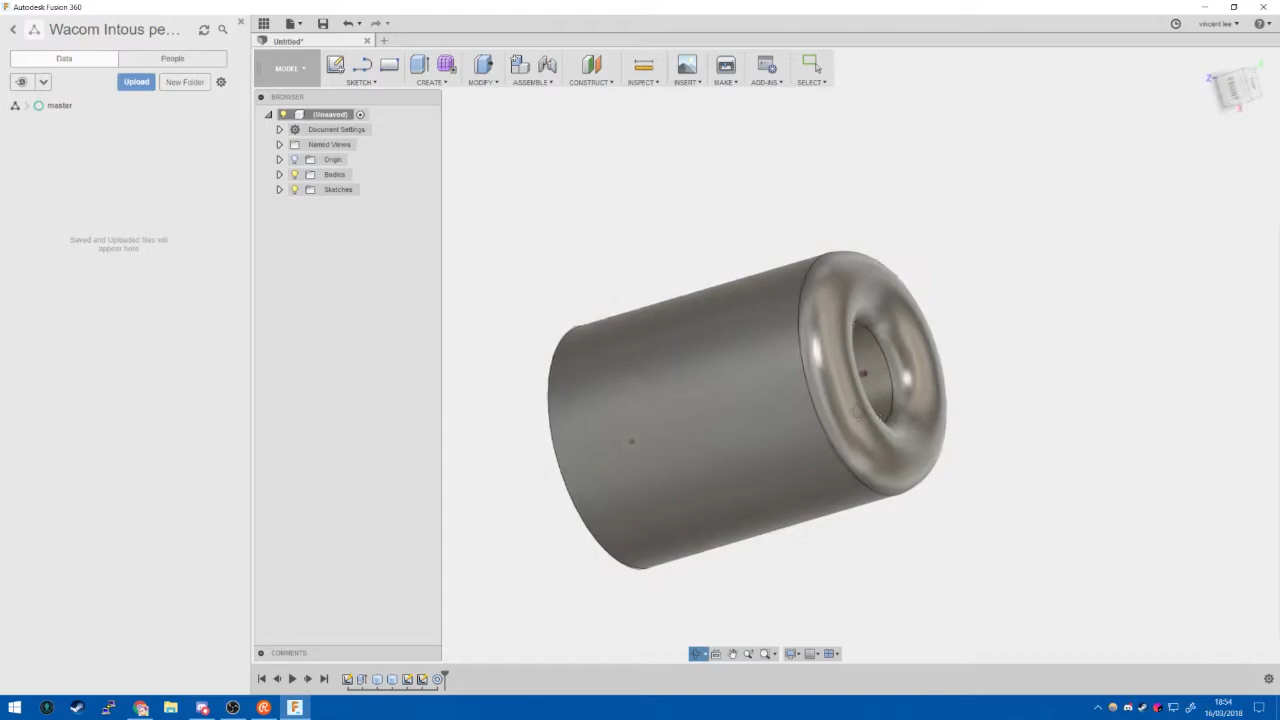 Autodesk Fusion 360
Wacom Intous pe...
Data
People
Upload
New Folder
master
Saved and Uploaded files will
appear here
Untitled*
vincent lee
MODEL
SKETCH
CREATE
MODIFY
ASSEMBLE
CONSTRUCT
INSPECT
INSERT
MAKE
ADD-INS
SELECT
BROWSER
(Unsaved)
Document Settings
Named Views
Origin
Bodies
Sketches
Z
COMMENTS
18:54
16/03/2018